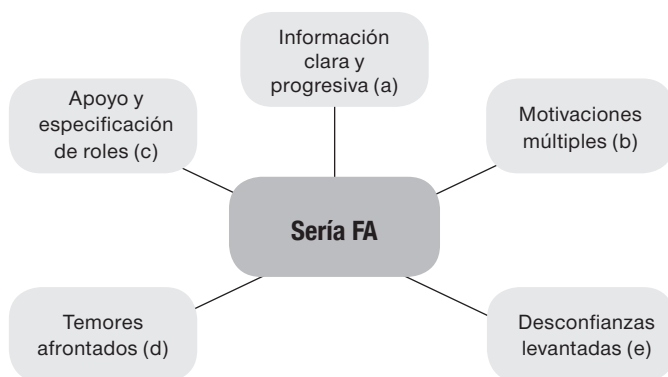 Información
clara y
progresiva (a)
Apoyo y
especificación
de roles (c)
Motivaciones
múltiples (b)
Sería FA
Temores
afrontados (d)
Desconfianzas
levantadas (e)